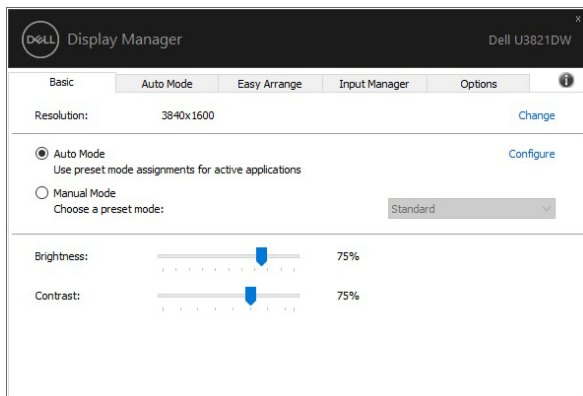 x
DELL Display Manager
Dell U3821DW
Basic Auto Mode Easy Arrange Input Manager Options i
Resolution: 3840x1600 Change
Auto Mode Configure
Use preset mode assignments for active applications
Manual Mode
Choose a preset mode: Standard
Brightness: 75%
Contrast: 75%